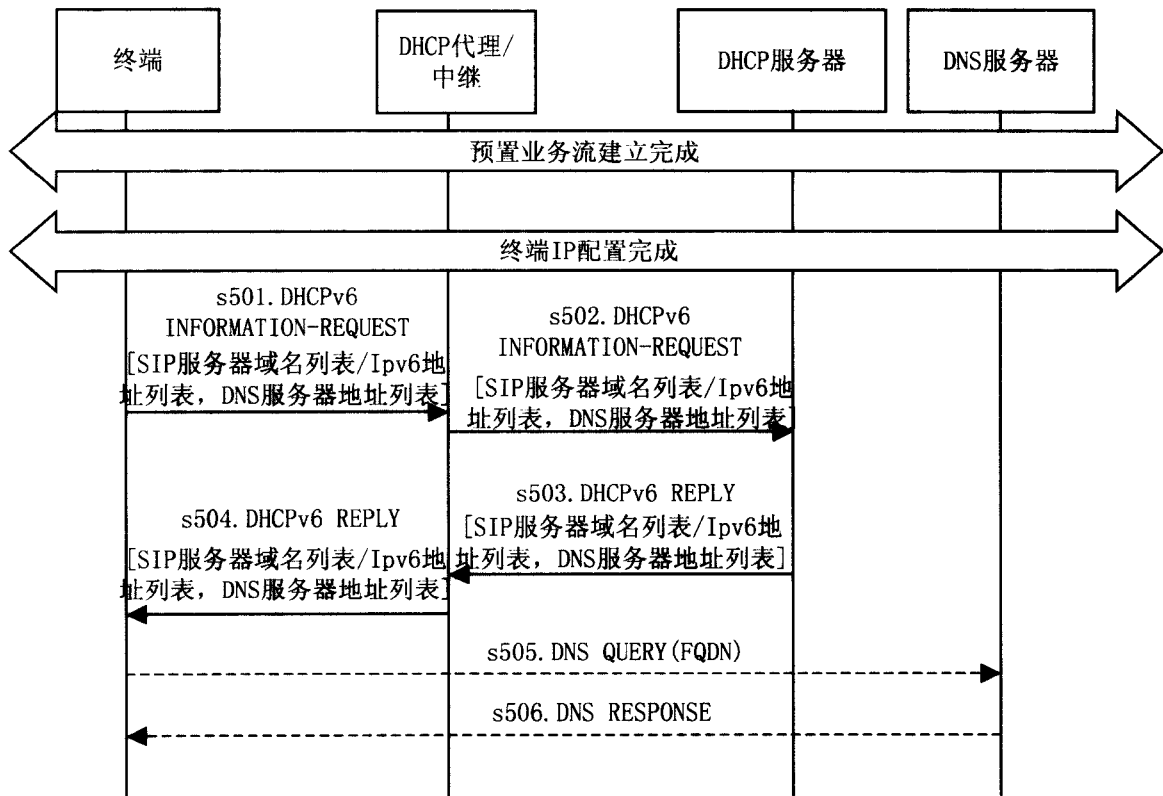 终端
DHCP代理/
中继
DHCP服务器
DNS服务器
预置业务流建立完成
终端IP配置完成
s501.DHCPv6
INFORMATION-REQUEST
[SIP服务器域名列表/Ipv6地
址列表，DNS服务器地址列表]
s502.DHCPv6
INFORMATION-REQUEST
[SIP服务器域名列表/Ipv6地
址列表，DNS服务器地址列表]
s503.DHCPv6 REPLY
[SIP服务器域名列表/Ipv6地
址列表，DNS服务器地址列表]
s504.DHCPv6 REPLY
[SIP服务器域名列表/Ipv6地
址列表，DNS服务器地址列表]
s505.DNS QUERY(FQDN)
s506.DNS RESPONSE